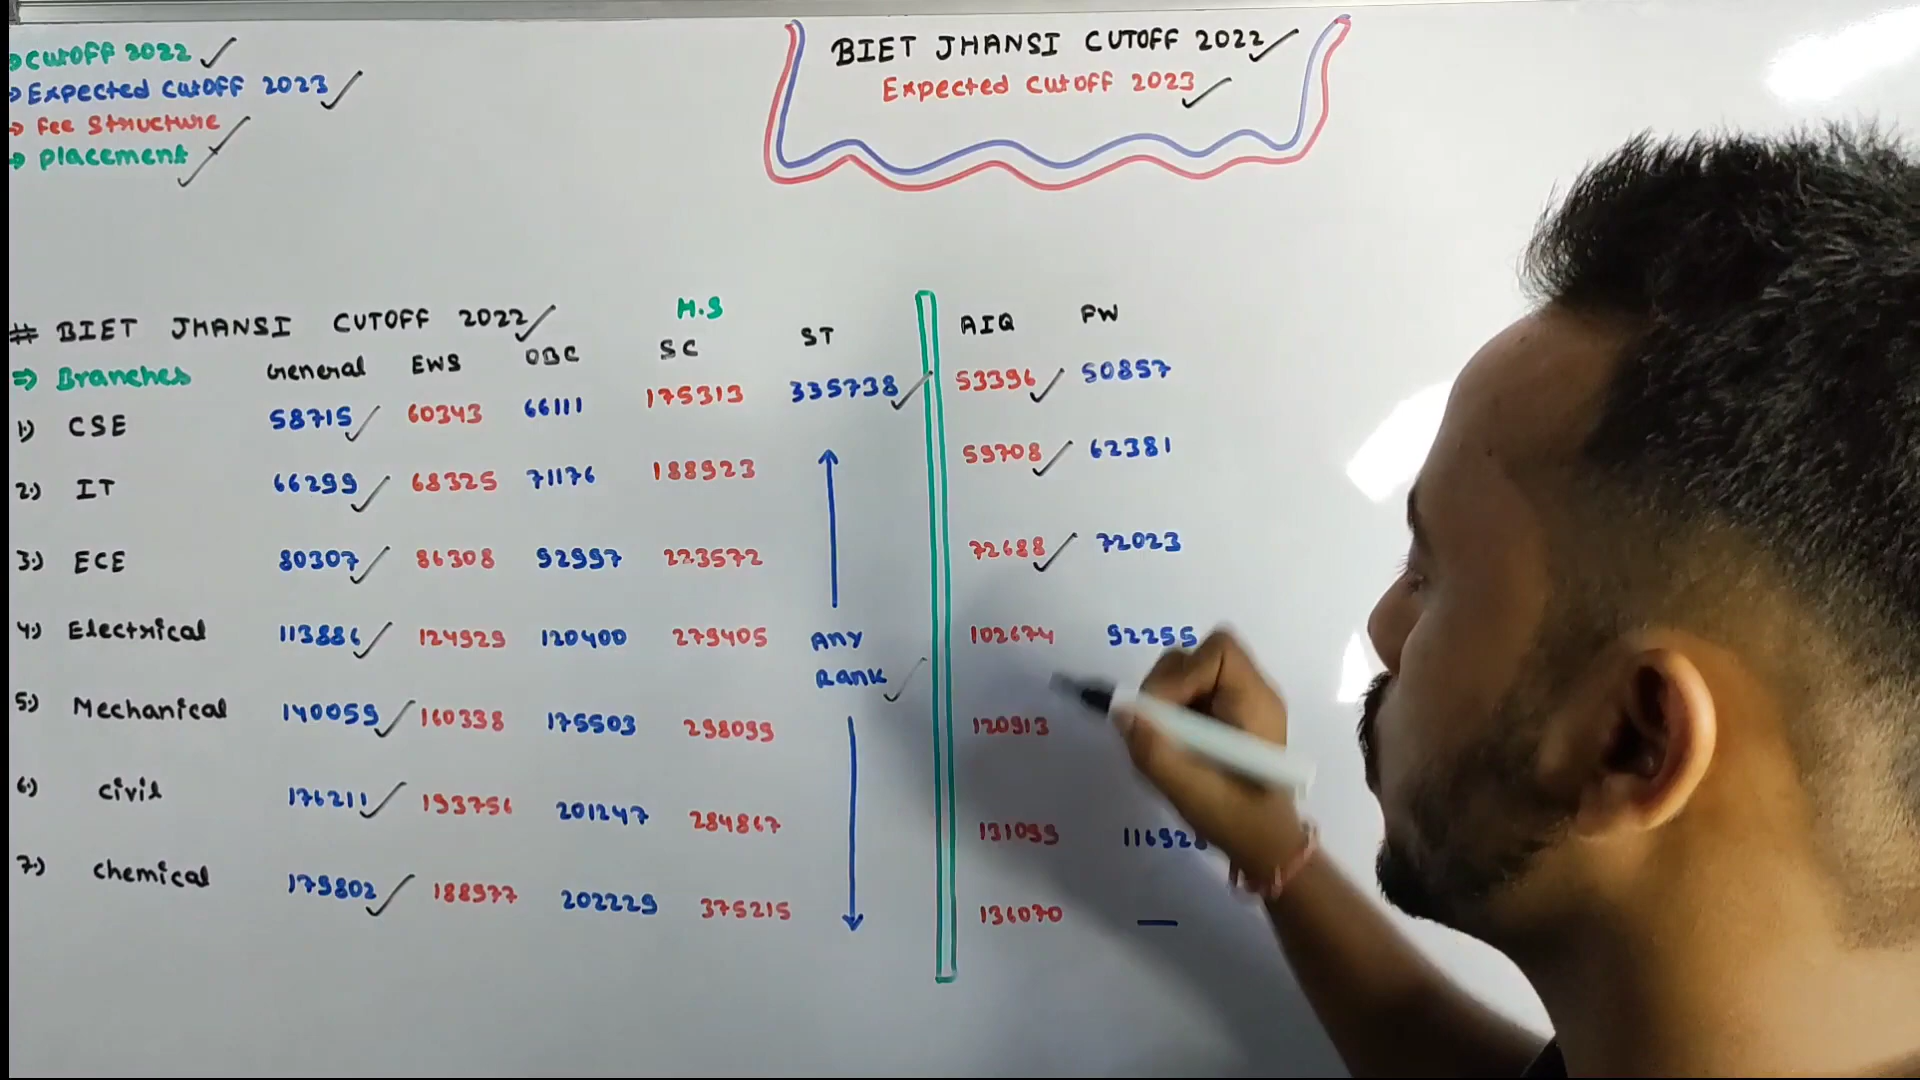 → Cutoff 2022
→ Expected Cutoff 2023
→ Fee Structure
→ Placement
BIET JHANSI CUTOFF 2022
Expected Cutoff 2023
# BIET JHANSI CUTOFF 2022
H.S
⇒ Branches General EWS OBC SC ST AIQ PW
1) CSE 58715 60343 66111 175313 335738 53396 50857
2) IT 66299 68325 71176 188923 59708 62381
3) ECE 80307 86308 92997 223572 72688 72023
4) Electrical 113886 124929 120400 279405 ANY 102674 92255
Rank
5) Mechanical 140059 160338 175503 298099 120913
6) Civil 176211 193756 201247 284867 131099 11692
7) Chemical 179802 188977 202229 375215 136070 —